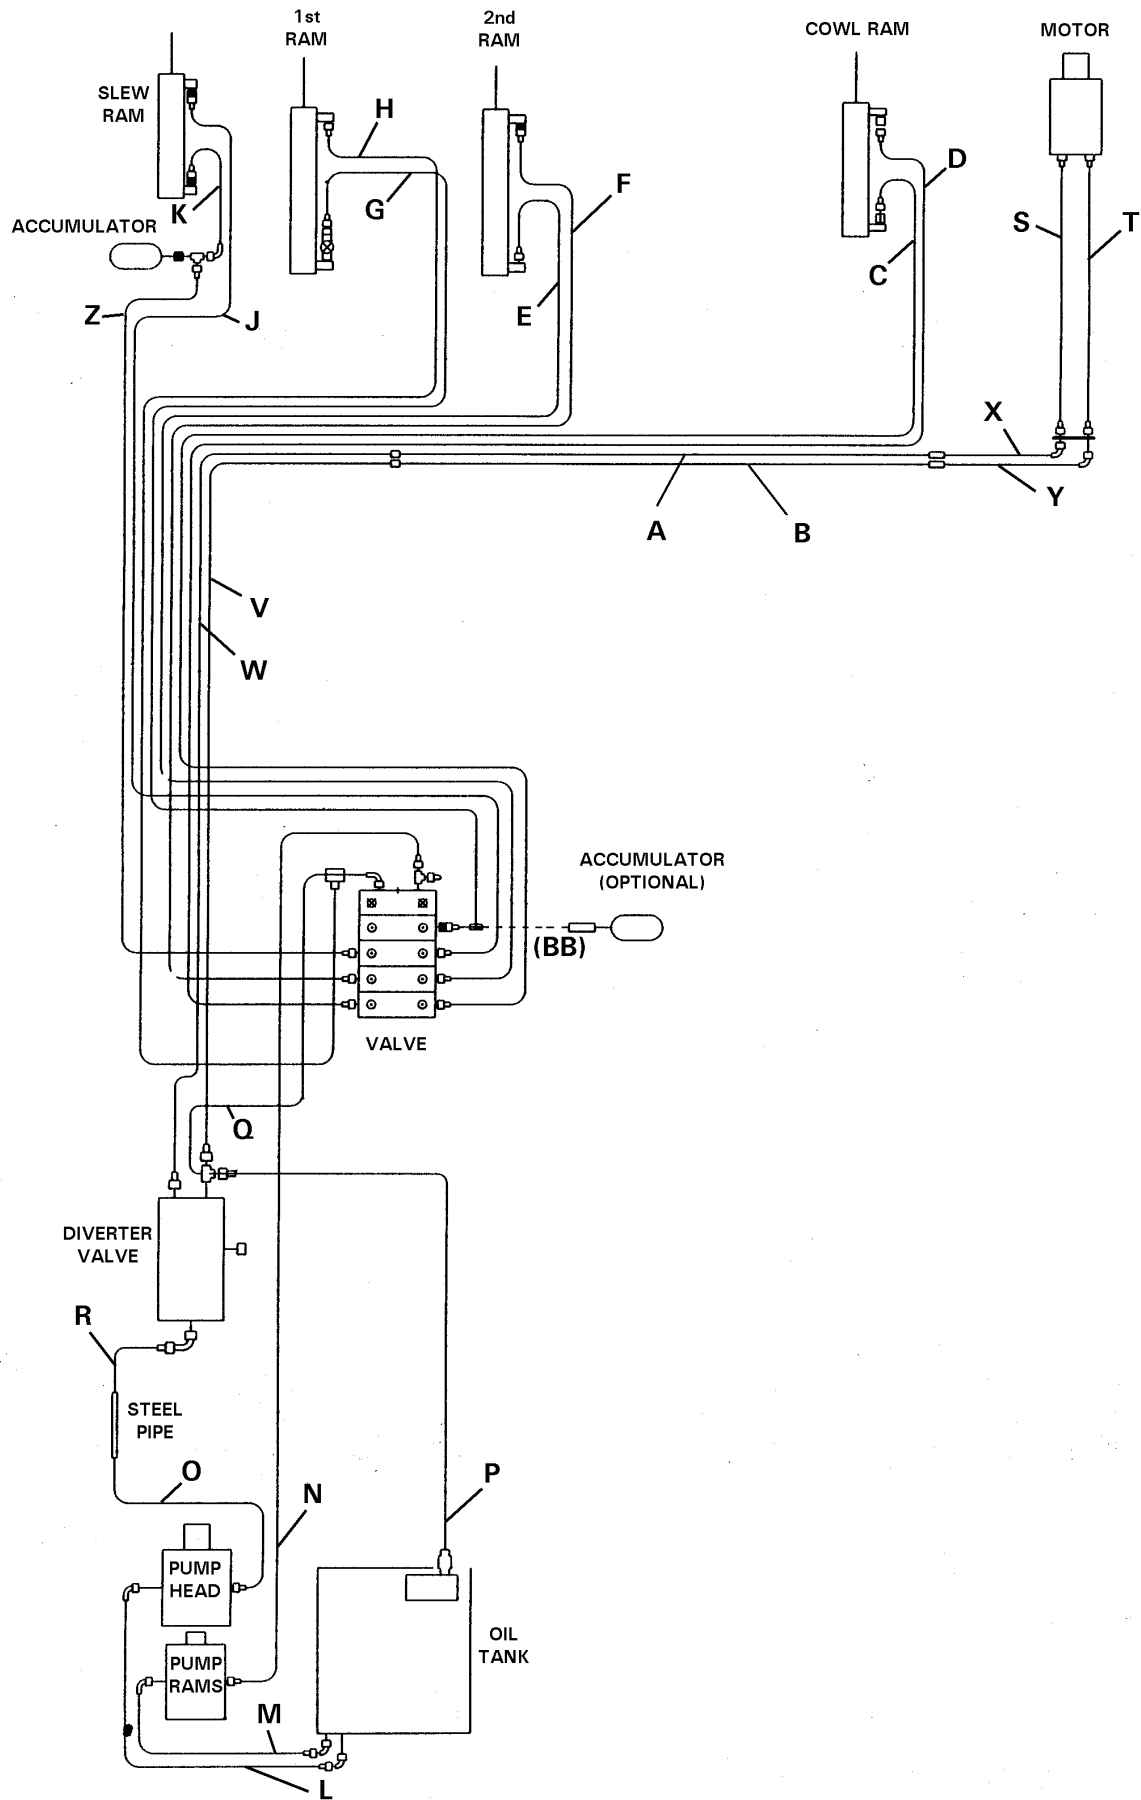 1st
RAM
2nd
RAM
COWL RAM
MOTOR
SLEW
RAM
H
D
F
K
G
S
T
ACCUMULATOR
C
Z
J
E
X
Y
A
B
V
W
ACCUMULATOR
(OPTIONAL)
(BB)
VALVE
Q
DIVERTER
VALVE
R
STEEL
PIPE
O
N
P
PUMP
HEAD
OIL
TANK
PUMP
RAMS
M
L